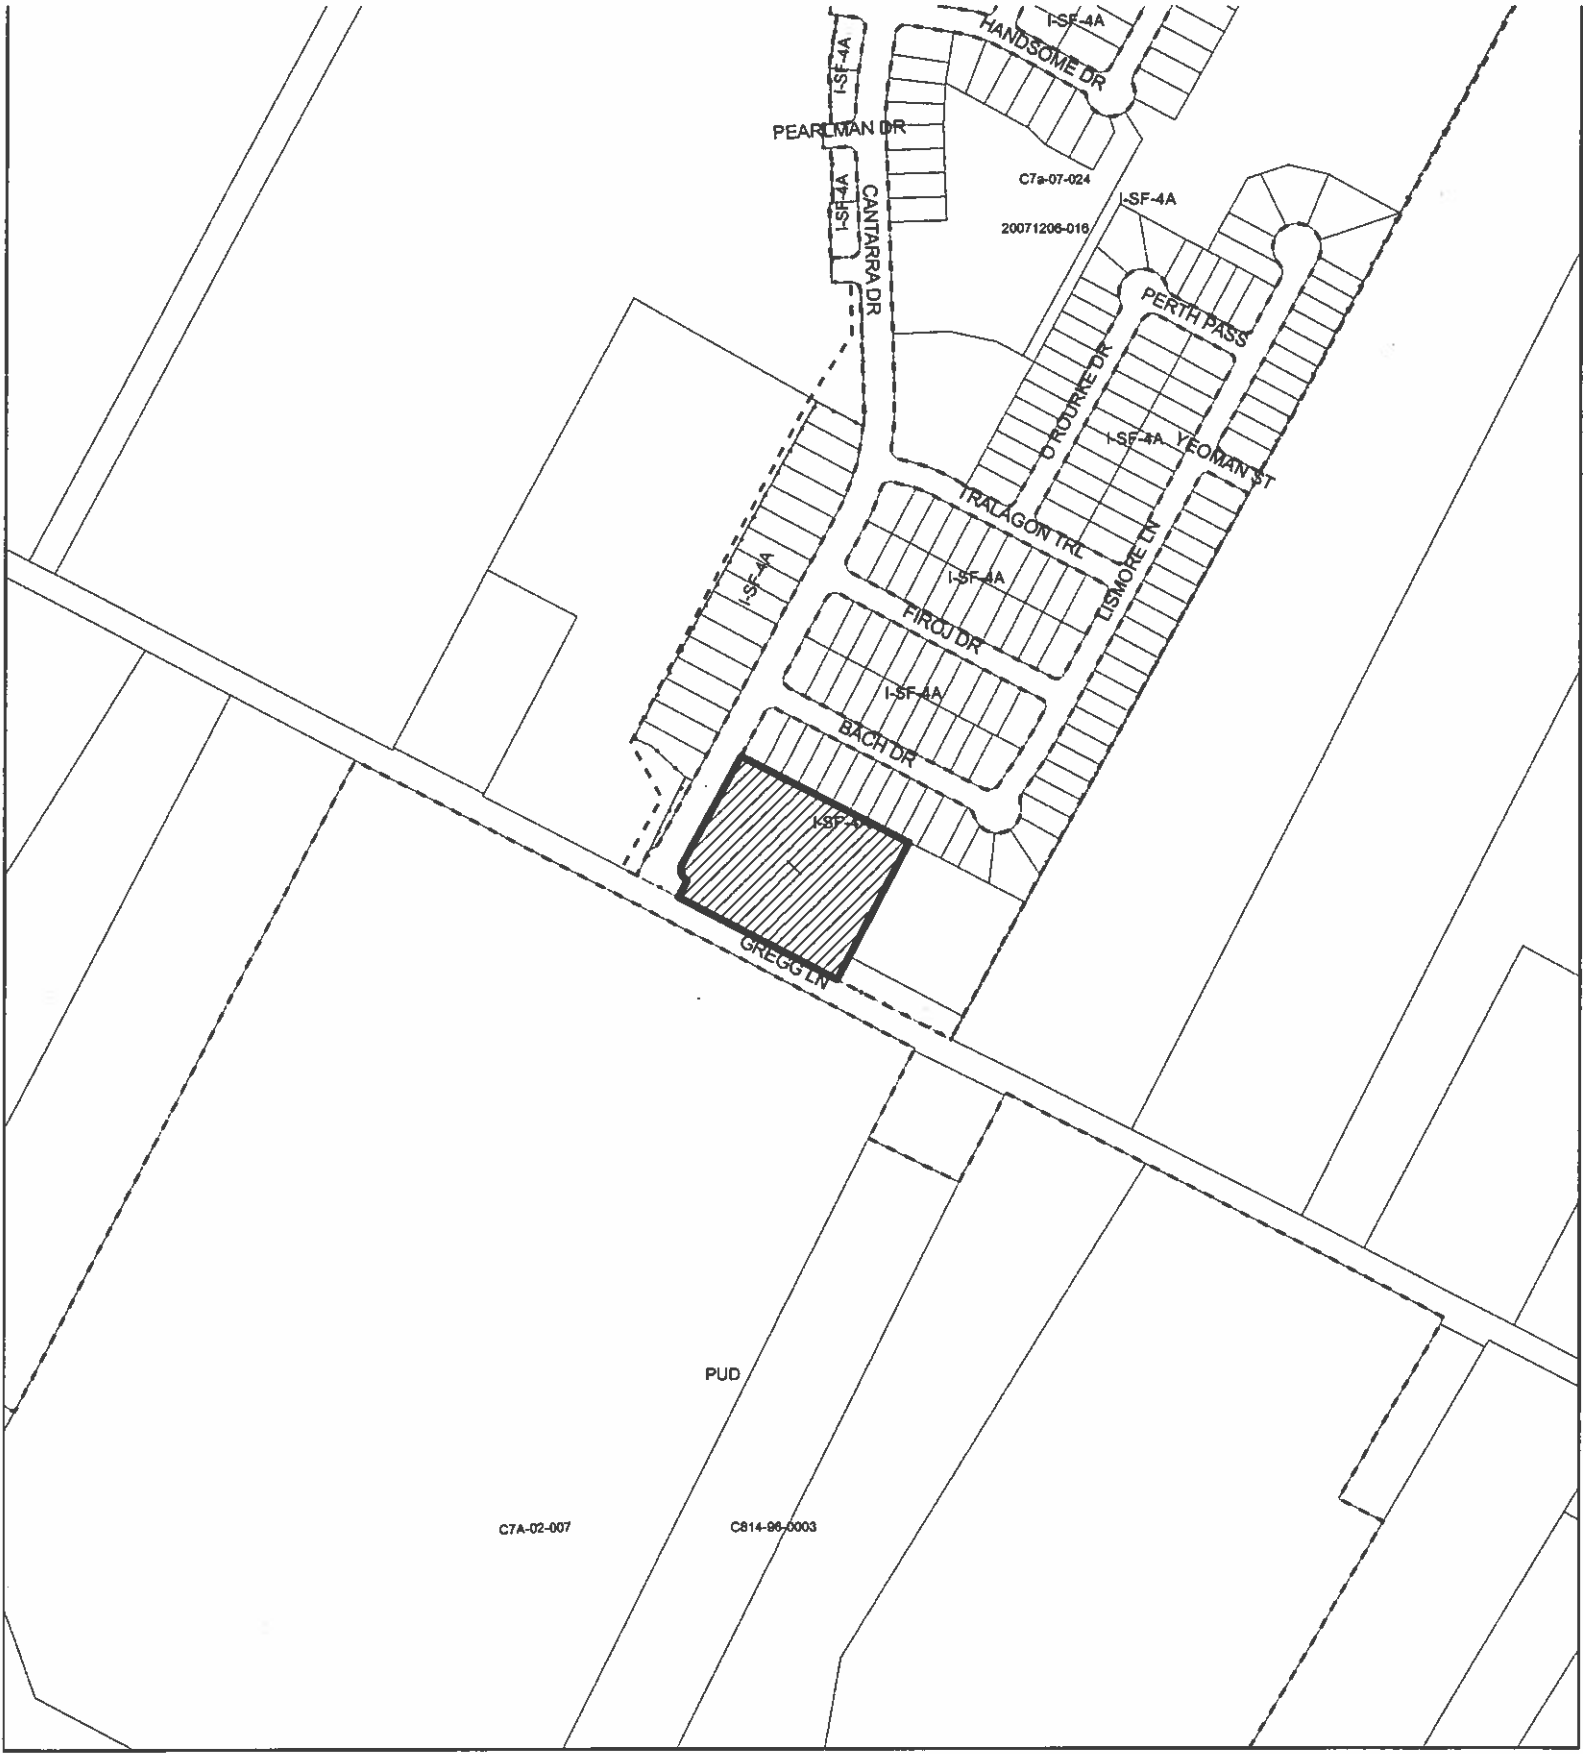 I-SF-4A
HANDSOME DR
I-SF-4A
PEARLMAN DR
C7a-07-024
I-SF-4A
CANTARRA DR
I-SF-4A
20071206-016
PERTH PASS
O ROURKE DR
I-SF-4A
YEOMAN ST
TRALAGON TRL
LISMORE LN
I-SF-4A
I-SF-4A
FIROJ DR
I-SF-4A
BACH DR
I-SF-4A
GREGG LN
PUD
C7A-02-007
C814-96-0003